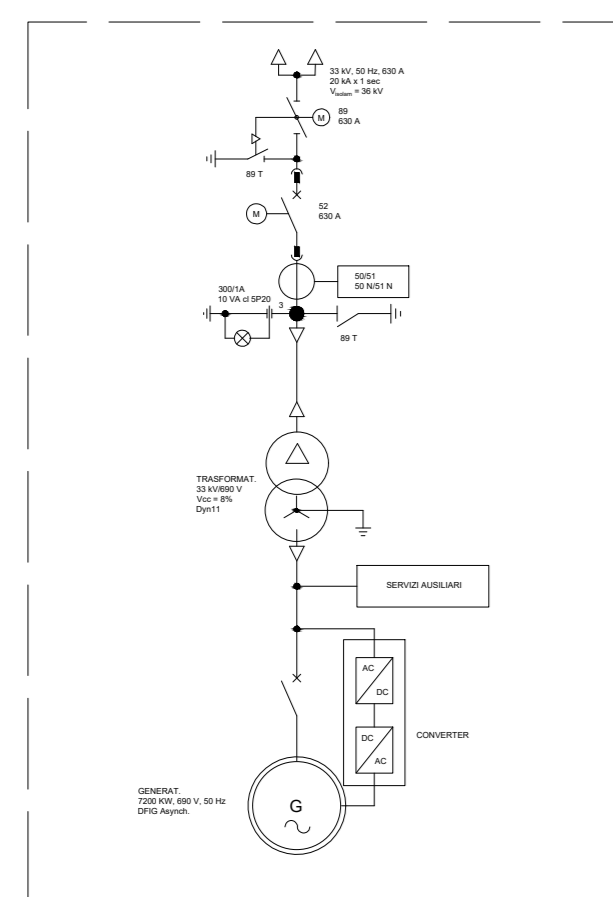 33 kV, 50 Hz, 630 A
20 kA x 1 sec
Visolam = 36 kV
89
630 A
M
89 T
52
630 A
M
50/51
50 N/51 N
300/1A
10 VA cl 5P20
3
89 T
TRASFORMAT.
33 kV/690 V
Vcc = 8%
Dyn11
SERVIZI AUSILIARI
AC
DC
DC
AC
CONVERTER
GENERAT.
7200 KW, 690 V, 50 Hz
DFIG Asynch.
G